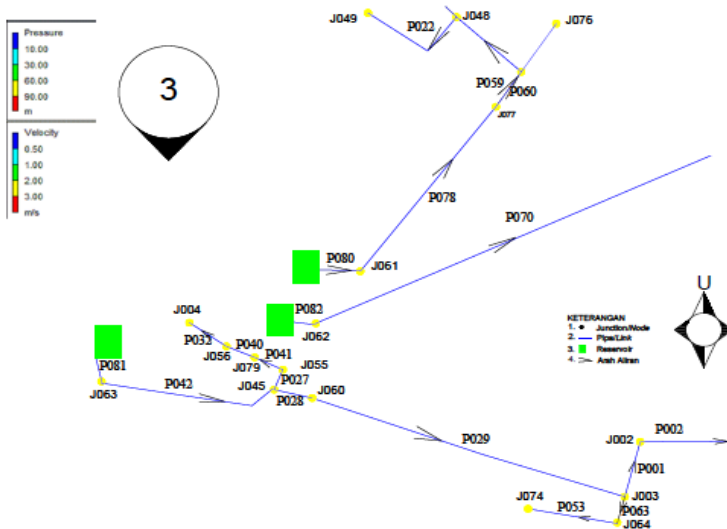 Pressure
10.00
30.00
60.00
90.00
m
Velocity
0.50
1.00
2.00
3.00
m/s
3
J049
P022
J048
J076
P059
P060
J077
P078
P070
P080
J061
P082
J062
J004
P032
J056
P040
J079
P041
J055
P027
J045
P028
J060
P081
J063
P042
P029
J002
P002
P001
J003
P063
J064
J074
P053
U
KETERANGAN
1. Junction/Node
2. Pipa/Link
3. Reservoir
4. Arah Aliran